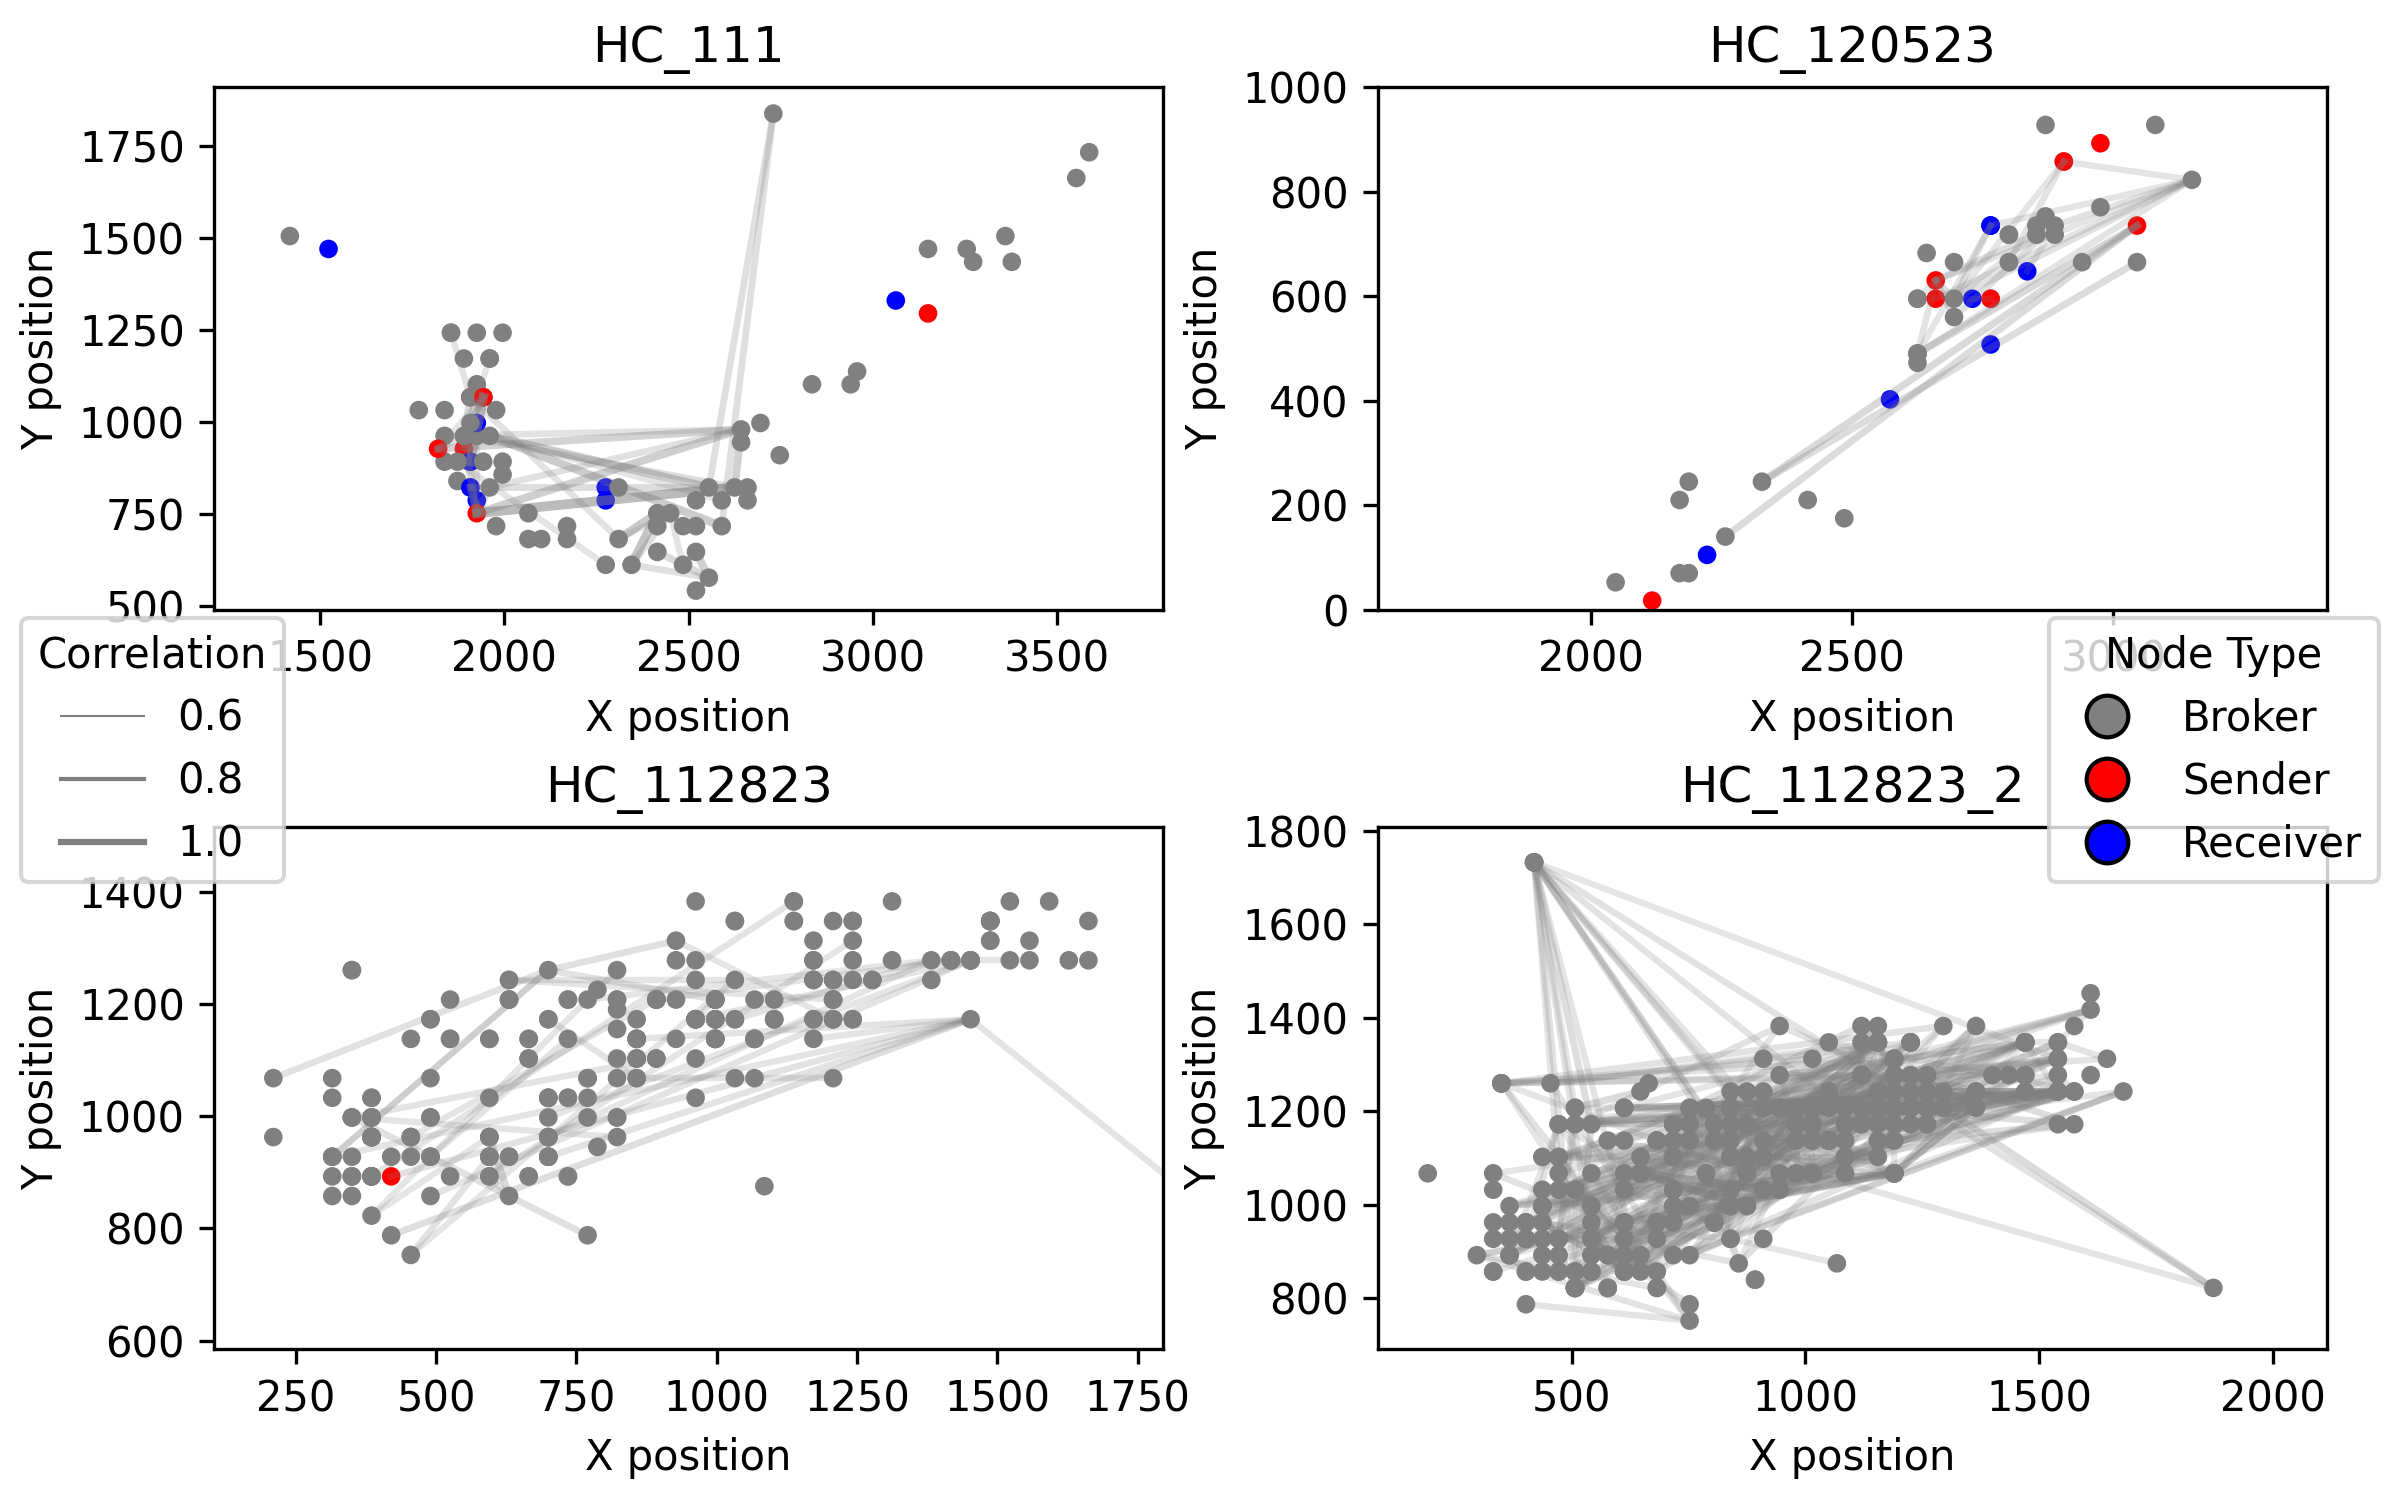 HC_111
1750
1500
1250
1000
750
500
Y position
1500 2000 2500 3000 3500
X position
HC_120523
1000
800
600
400
200
0
Y position
2000 2500 3000
X position
Correlation
0.6
0.8
1.0
Node Type
Broker
Sender
Receiver
HC_112823
1400
1200
1000
800
600
Y position
250 500 750 1000 1250 1500 1750
X position
HC_112823_2
1800
1600
1400
1200
1000
800
Y position
500 1000 1500 2000
X position